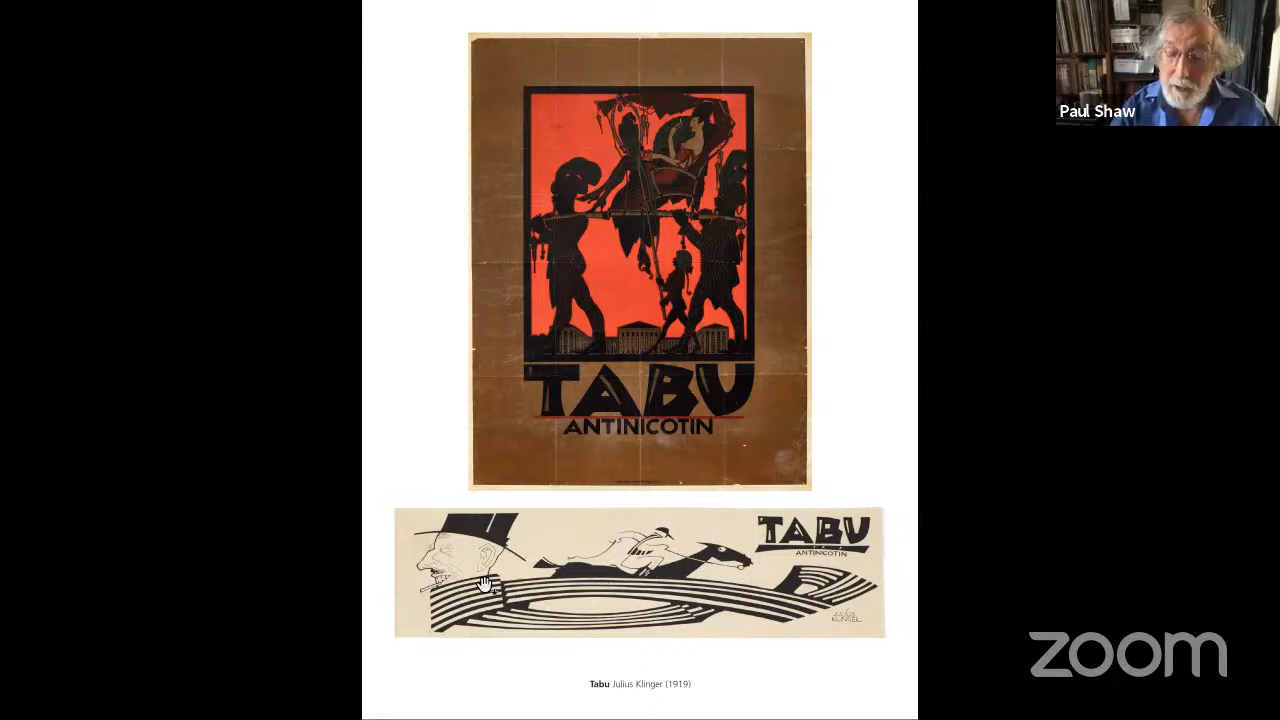 Paul Shaw
TABU
ANTINICOTIN
TABU
ANTINICOTIN
JULIUS
KLINGER
Tabu Julius Klinger (1919)
zoom